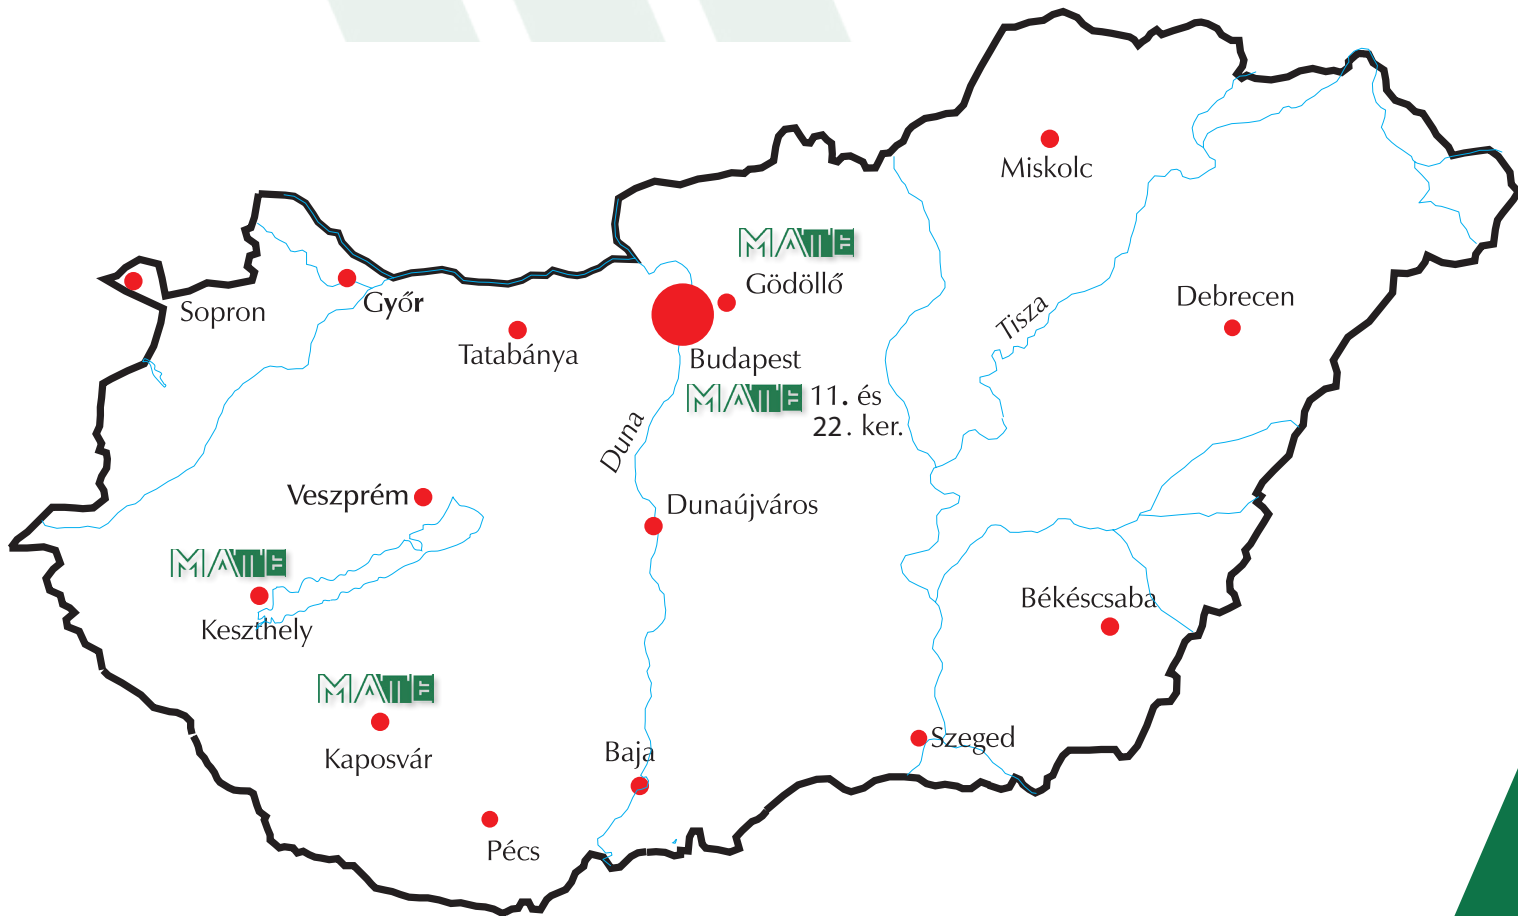 Miskolc
MATE
Gödöllő
Sopron
Győr
Debrecen
Tisza
Tatabánya
Budapest
MATE 11. és
22. ker.
Duna
Veszprém
Dunaújváros
MATE
Keszthely
Békéscsaba
MATE
Kaposvár
Baja
Szeged
Pécs